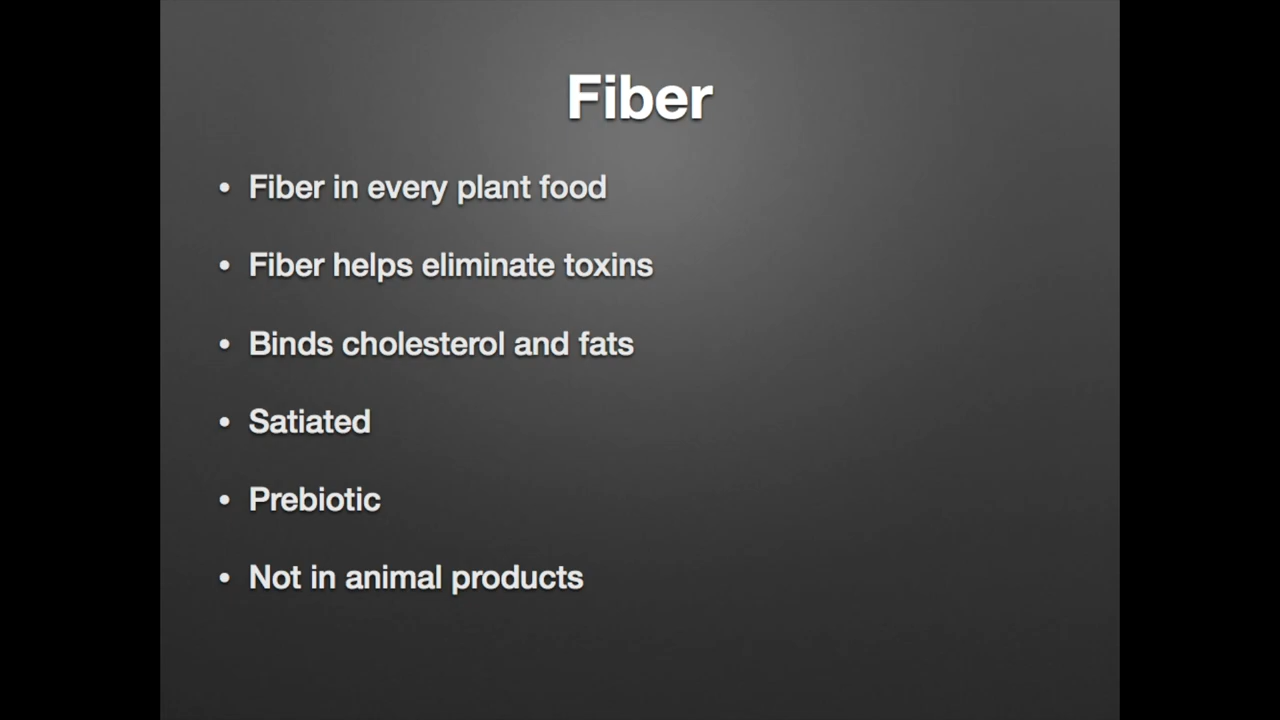 Fiber
• Fiber in every plant food
• Fiber helps eliminate toxins
• Binds cholesterol and fats
• Satiated
• Prebiotic
• Not in animal products